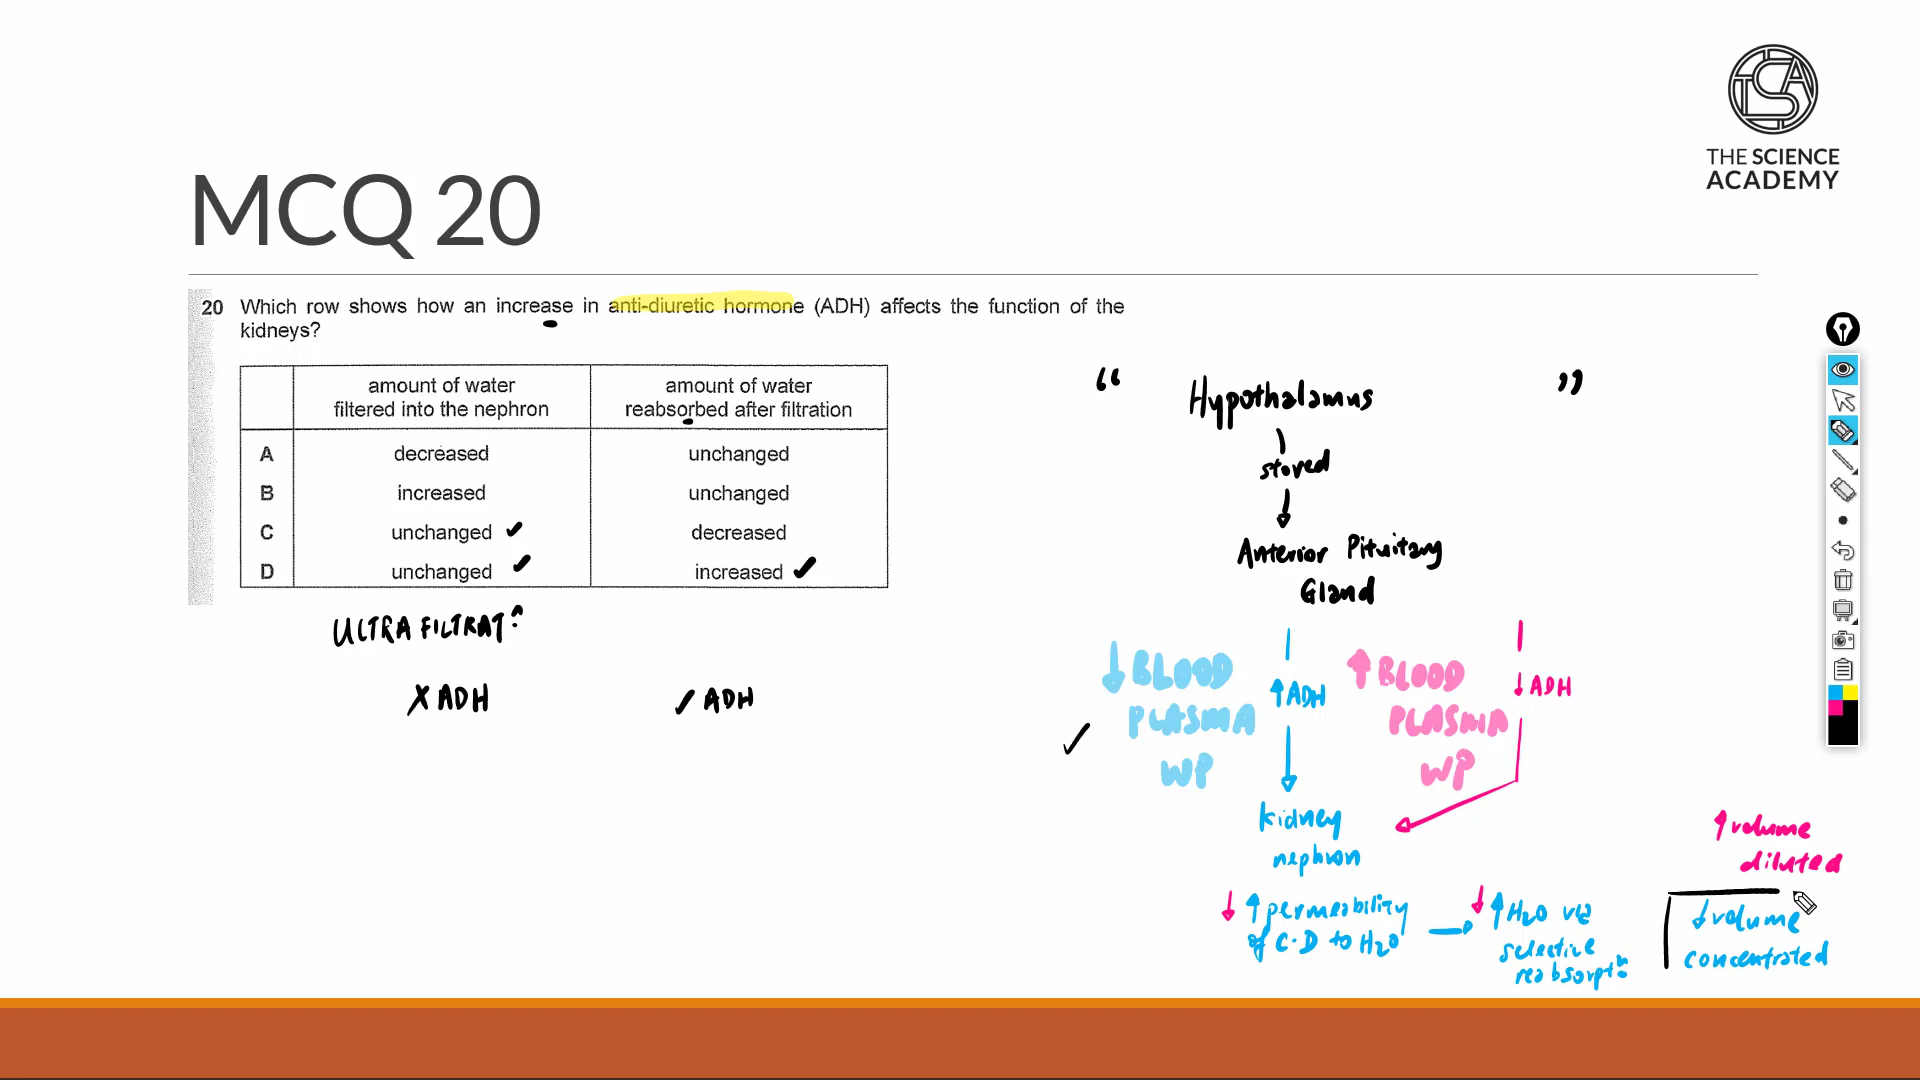 THE SCIENCE
ACADEMY
MCQ 20
20 Which row shows how an increase in anti-diuretic hormone (ADH) affects the function of the
kidneys?
amount of water
filtered into the nephron
amount of water
reabsorbed after filtration
A decreased unchanged
B increased unchanged
C unchanged ✓ decreased
D unchanged ✓ increased ✓
ULTRA FILTRATⁿ
X ADH
✓ ADH
“ Hypothalamus ”
stored
Anterior Pituitary
Gland
↓ BLOOD
PLASMA
WP
↑ ADH
↑ BLOOD
PLASMA
WP
↓ ADH
✓
kidney
nephron
↓ ↑ permeability
of C.D to H2O
↓ ↑ H2O via
selective
reabsorptⁿ
↑ volume
diluted
↓ volume
concentrated